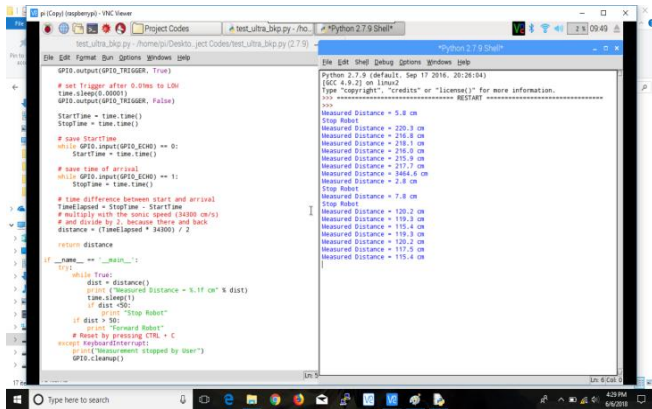 pi (Copy) (raspberrypi) - VNC Viewer
Project Codes
test_ultra_bkp.py - /ho...
*Python 2.7.9 Shell*
2 %
09:49
test_ultra_bkp.py - /home/pi/Deskto...ject Codes/test_ultra_bkp.py (2.7.9)
File Edit Format Run Options Windows Help
GPIO.output(GPIO_TRIGGER, True)
# set Trigger after 0.01ms to LOW
time.sleep(0.00001)
GPIO.output(GPIO_TRIGGER, False)
StartTime = time.time()
StopTime = time.time()
# save StartTime
while GPIO.input(GPIO_ECHO) == 0:
StartTime = time.time()
# save time of arrival
while GPIO.input(GPIO_ECHO) == 1:
StopTime = time.time()
# time difference between start and arrival
TimeElapsed = StopTime - StartTime
# multiply with the sonic speed (34300 cm/s)
# and divide by 2, because there and back
distance = (TimeElapsed * 34300) / 2
return distance
if __name__ == '__main__':
try:
while True:
dist = distance()
print ("Measured Distance = %.1f cm" % dist)
time.sleep(1)
if dist <50:
print "Stop Robot"
if dist > 50:
print "Forward Robot"
# Reset by pressing CTRL + C
except KeyboardInterrupt:
print("Measurement stopped by User")
GPIO.cleanup()
*Python 2.7.9 Shell*
File Edit Shell Debug Options Windows Help
Python 2.7.9 (default, Sep 17 2016, 20:26:04)
[GCC 4.9.2] on linux2
Type "copyright", "credits" or "license()" for more information.
>>> ================================ RESTART ================================
>>>
Measured Distance = 5.8 cm
Stop Robot
Measured Distance = 220.3 cm
Measured Distance = 216.8 cm
Measured Distance = 218.1 cm
Measured Distance = 216.0 cm
Measured Distance = 215.9 cm
Measured Distance = 217.7 cm
Measured Distance = 3464.6 cm
Measured Distance = 2.8 cm
Stop Robot
Measured Distance = 7.8 cm
Stop Robot
Measured Distance = 120.2 cm
Measured Distance = 119.3 cm
Measured Distance = 115.4 cm
Measured Distance = 119.3 cm
Measured Distance = 120.2 cm
Measured Distance = 117.5 cm
Measured Distance = 115.4 cm
Ln: 6 Col: 0
Type here to search
4:29 PM
6/6/2018